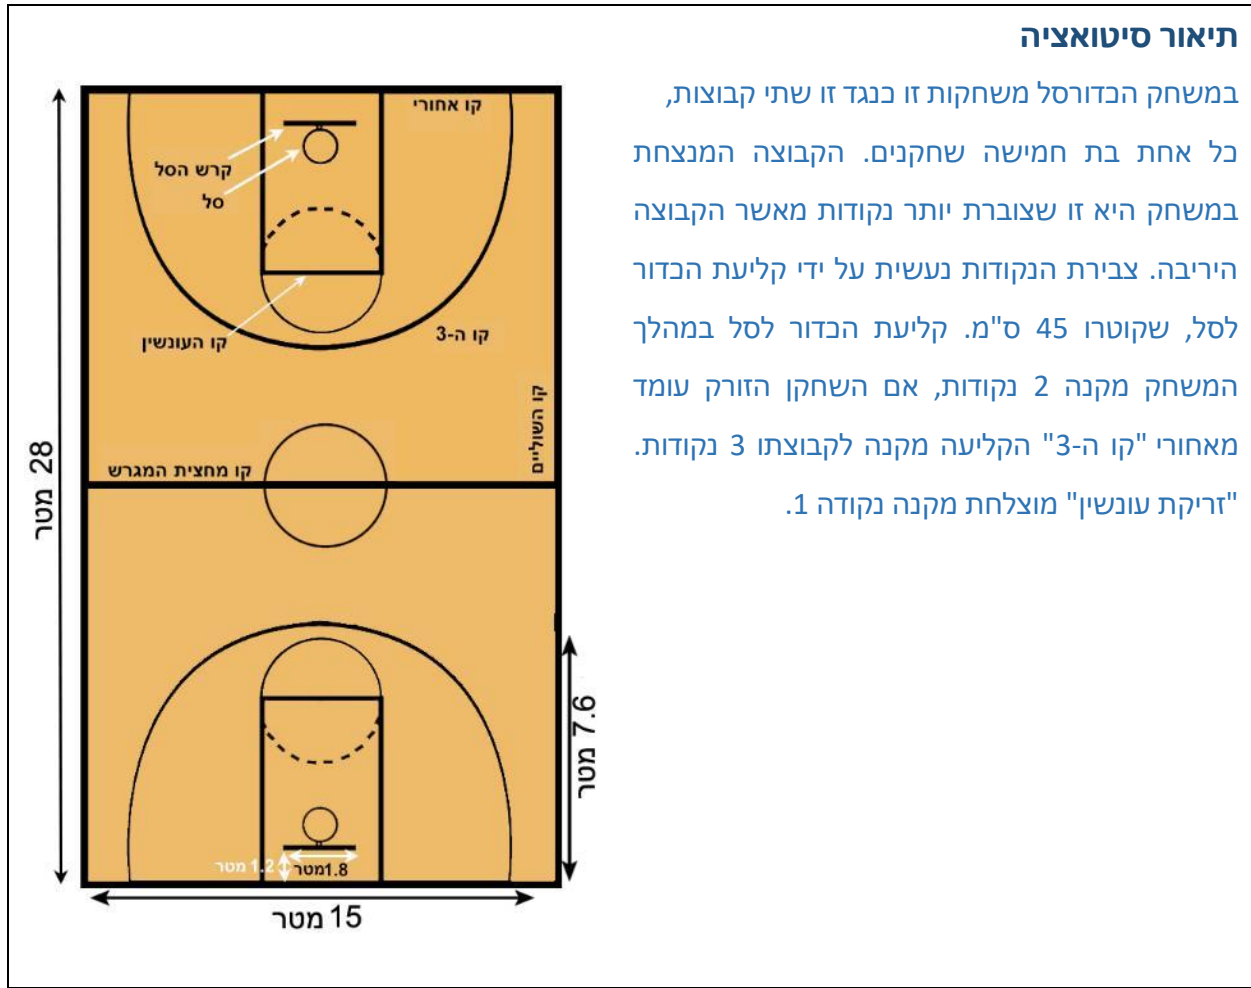 תיאור סיטואציה
במשחק הכדורסל משחקות זו כנגד זו שתי קבוצות,
כל אחת בת חמישה שחקנים. הקבוצה המנצחת
במשחק היא זו שצוברת יותר נקודות מאשר הקבוצה
היריבה. צבירת הנקודות נעשית על ידי קליעת הכדור
לסל, שקוטרו 45 ס"מ. קליעת הכדור לסל במהלך
המשחק מקנה 2 נקודות, אם השחקן הזורק עומד
מאחורי "קו ה-3" הקליעה מקנה לקבוצתו 3 נקודות.
"זריקת עונשין" מוצלחת מקנה נקודה 1.
קו אחורי
קרש הסל
סל
קו ה-3
קו העונשין
קו השוליים
קו מחצית המגרש
28 מטר
7.6 מטר
1.2 מטר
1.8מטר
15 מטר